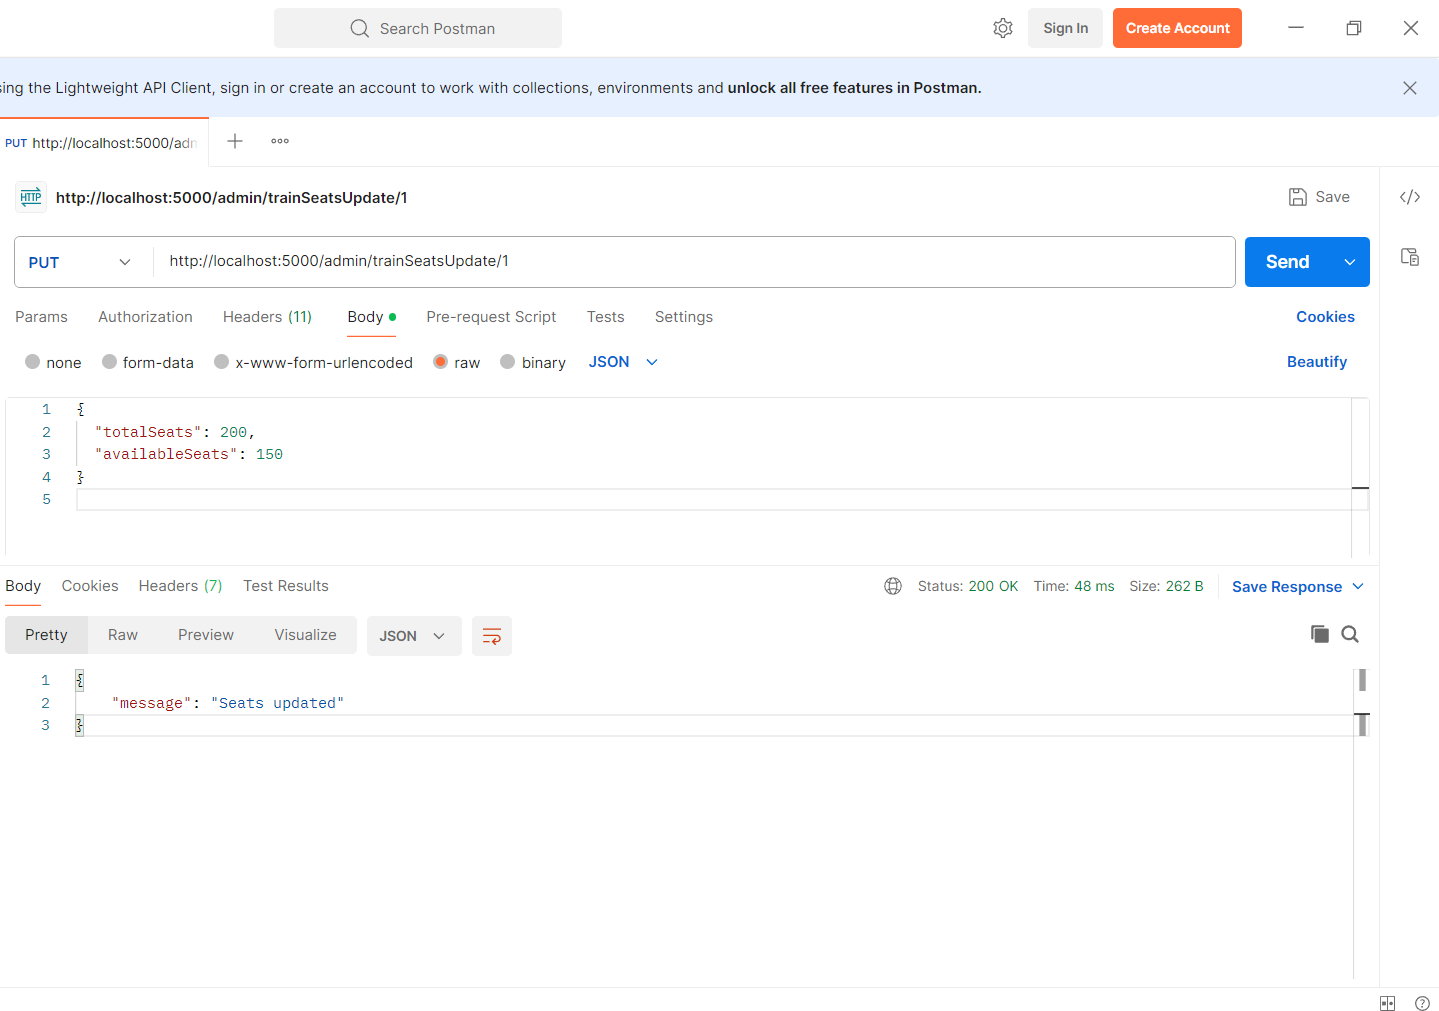 Search Postman
Sign In
Create Account
sing the Lightweight API Client, sign in or create an account to work with collections, environments and unlock all free features in Postman.
PUT http://localhost:5000/adn
HTTP http://localhost:5000/admin/trainSeatsUpdate/1
Save
PUT
http://localhost:5000/admin/trainSeatsUpdate/1
Send
Params Authorization Headers (11) Body Pre-request Script Tests Settings Cookies
none form-data x-www-form-urlencoded raw binary JSON Beautify
1 {
2 "totalSeats": 200,
3 "availableSeats": 150
4 }
5
Body Cookies Headers (7) Test Results Status: 200 OK Time: 48 ms Size: 262 B Save Response
Pretty Raw Preview Visualize JSON
1 {
2 "message": "Seats updated"
3 }